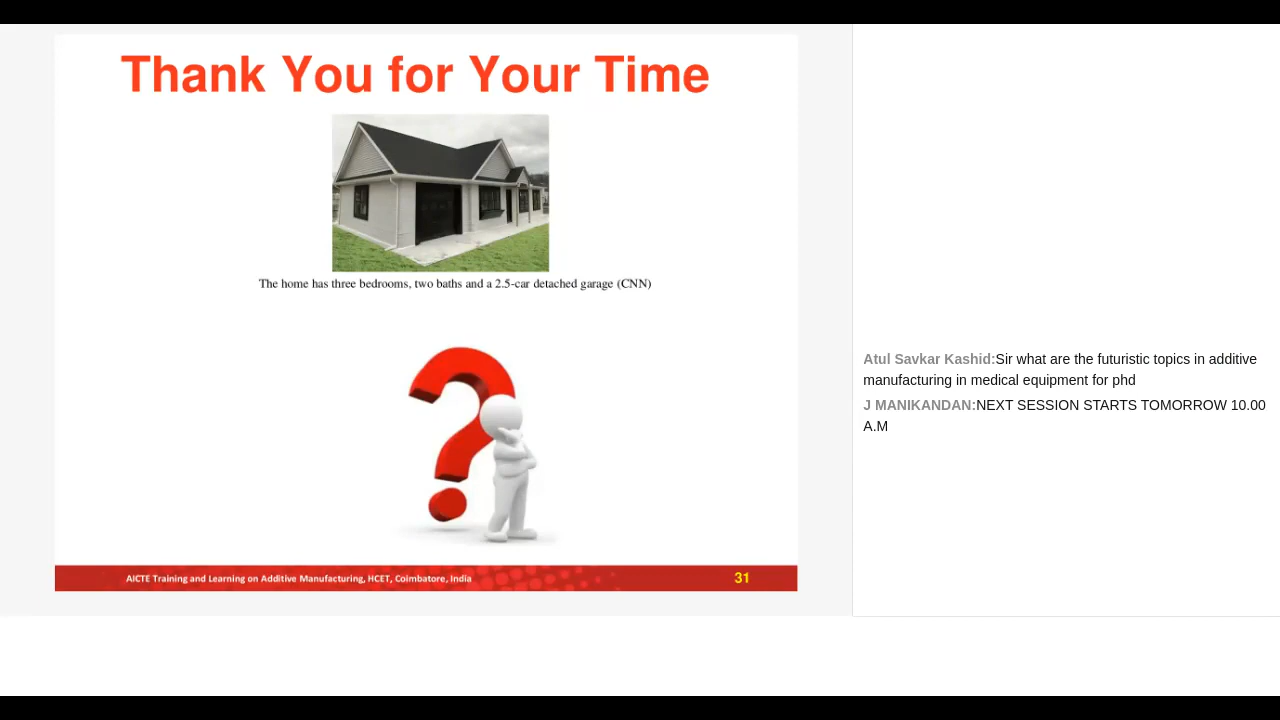 Thank You for Your Time
The home has three bedrooms, two baths and a 2.5-car detached garage (CNN)
AICTE Training and Learning on Additive Manufacturing, HCET, Coimbatore, India
31
Atul Savkar Kashid:Sir what are the futuristic topics in additive
manufacturing in medical equipment for phd
J MANIKANDAN:NEXT SESSION STARTS TOMORROW 10.00
A.M